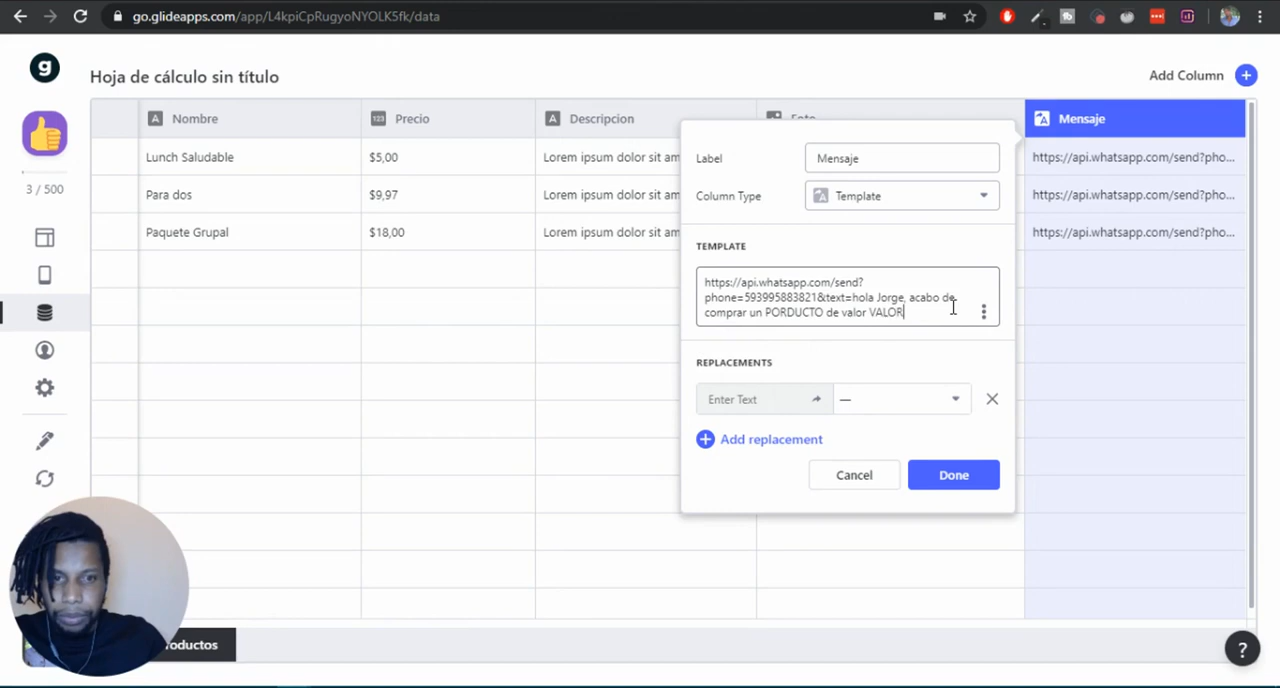 go.glideapps.com/app/L4kpiCpRugyoNYOLK5fk/data
g
Hoja de cálculo sin título
Add Column
3 / 500
Nombre
Precio
Descripcion
Mensaje
Lunch Saludable
$5,00
Lorem ipsum dolor sit am
https://api.whatsapp.com/send?pho...
Para dos
$9,97
Lorem ipsum dolor sit am
https://api.whatsapp.com/send?pho...
Paquete Grupal
$18,00
Lorem ipsum dolor sit am
https://api.whatsapp.com/send?pho...
Label
Mensaje
Column Type
Template
TEMPLATE
https://api.whatsapp.com/send?
phone=593995883821&text=hola Jorge, acabo de
comprar un PORDUCTO de valor VALOR
REPLACEMENTS
Enter Text
—
Add replacement
Cancel
Done
roductos
?